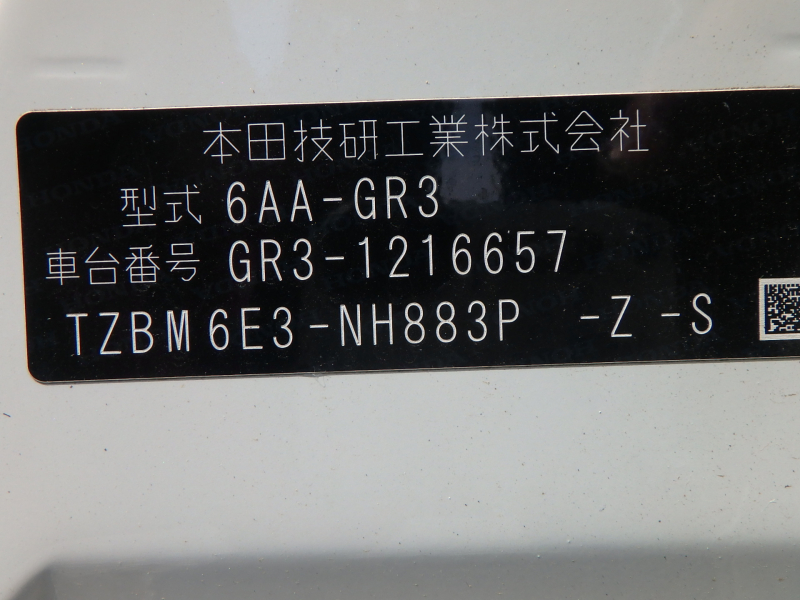 本田技研工業株式会社
型式 6AA-GR3
車台番号 GR3-1216657
TZBM6E3-NH883P -Z -S